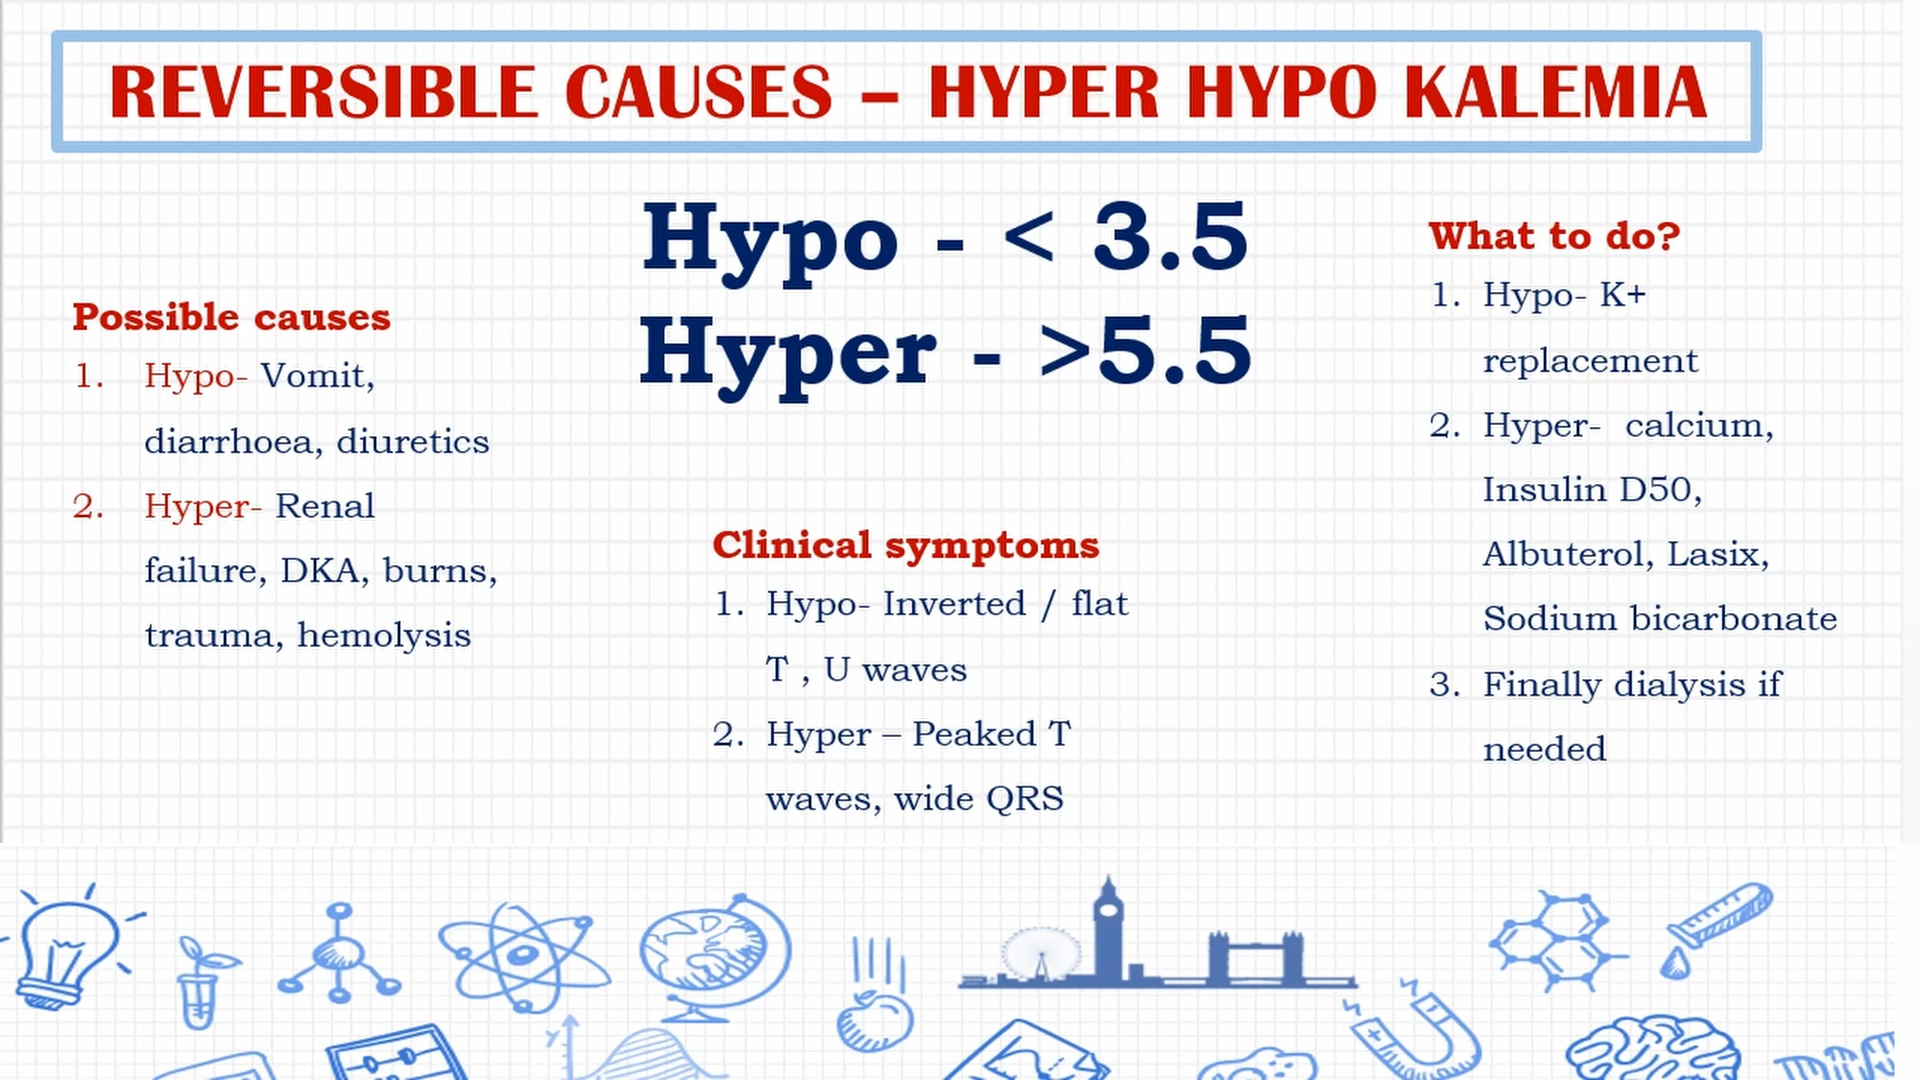 REVERSIBLE CAUSES – HYPER HYPO KALEMIA
Hypo - < 3.5
Hyper - >5.5
Possible causes
1. Hypo- Vomit,
diarrhoea, diuretics
2. Hyper- Renal
failure, DKA, burns,
trauma, hemolysis
Clinical symptoms
1. Hypo- Inverted / flat
T , U waves
2. Hyper – Peaked T
waves, wide QRS
What to do?
1. Hypo- K+
replacement
2. Hyper- calcium,
Insulin D50,
Albuterol, Lasix,
Sodium bicarbonate
3. Finally dialysis if
needed
y